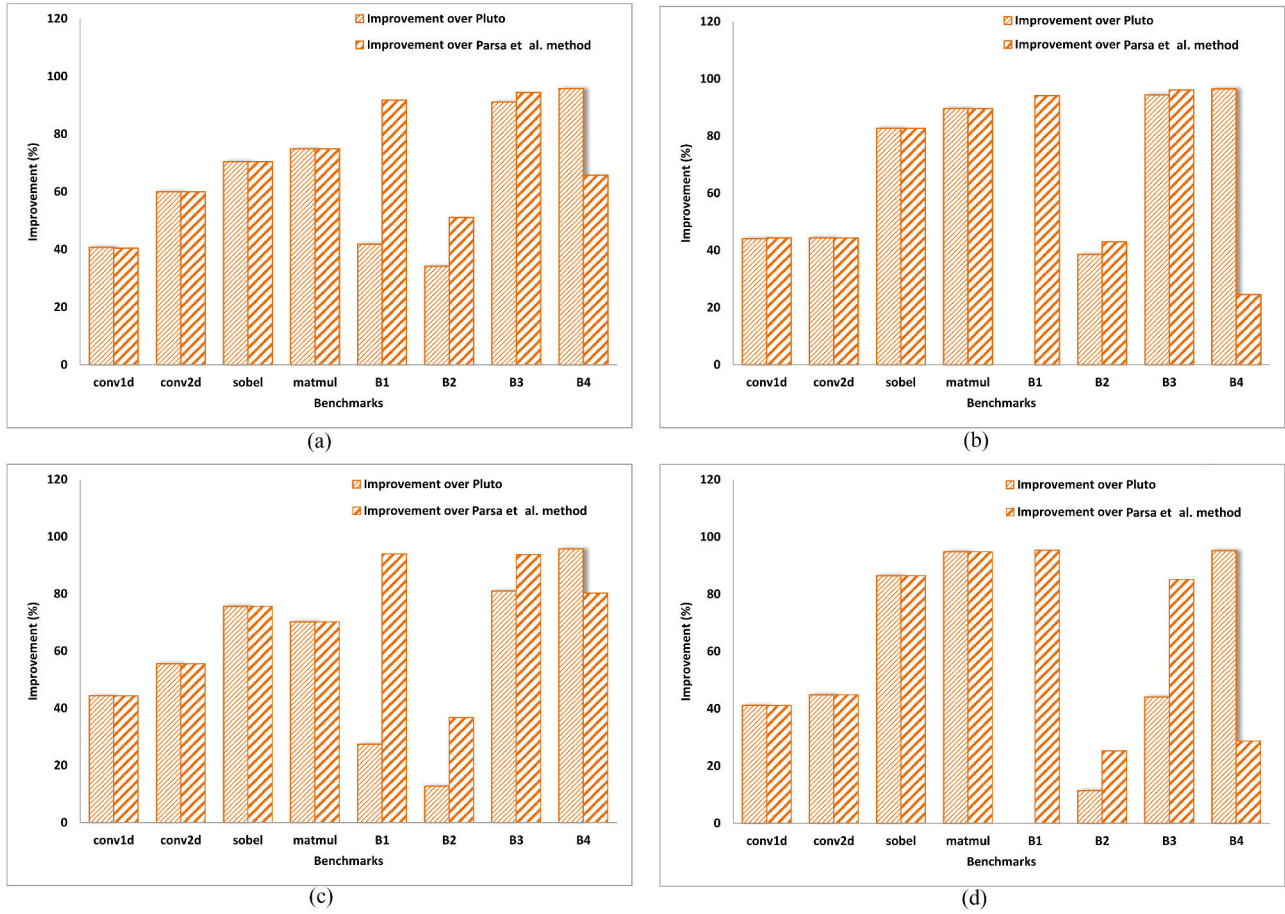 120
100
80
60
40
20
0
Improvement (%)
Improvement over Pluto
Improvement over Parsa et al. method
conv1d conv2d sobel matmul B1 B2 B3 B4
Benchmarks
(a)
120
100
80
60
40
20
0
Improvement (%)
Improvement over Pluto
Improvement over Parsa et al. method
conv1d conv2d sobel matmul B1 B2 B3 B4
Benchmarks
(b)
120
100
80
60
40
20
0
Improvement (%)
Improvement over Pluto
Improvement over Parsa et al. method
conv1d conv2d sobel matmul B1 B2 B3 B4
Benchmarks
(c)
120
100
80
60
40
20
0
Improvement (%)
Improvement over Pluto
Improvement over Parsa et al. method
conv1d conv2d sobel matmul B1 B2 B3 B4
Benchmarks
(d)